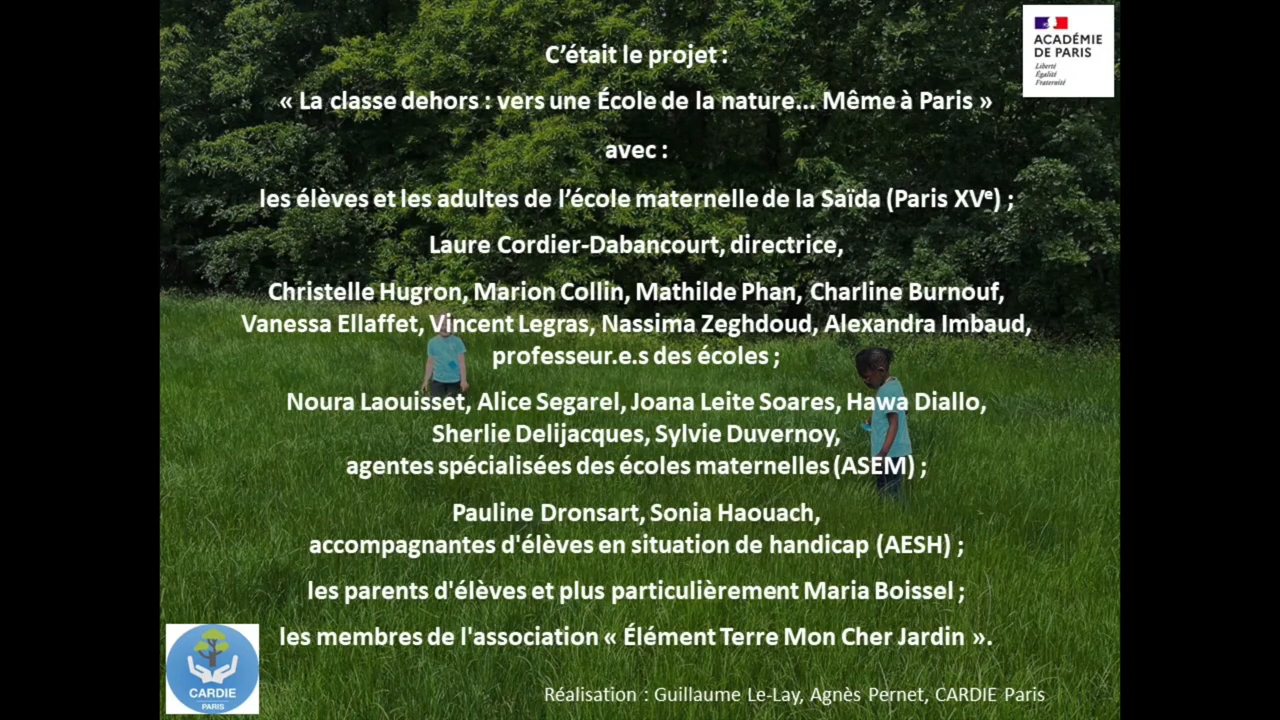 ACADÉMIE
DE PARIS
Liberté
Égalité
Fraternité
C’était le projet :
« La classe dehors : vers une École de la nature... Même à Paris »
avec :
les élèves et les adultes de l’école maternelle de la Saïda (Paris XVᵉ) ;
Laure Cordier-Dabancourt, directrice,
Christelle Hugron, Marion Collin, Mathilde Phan, Charline Burnouf,
Vanessa Ellaffet, Vincent Legras, Nassima Zeghdoud, Alexandra Imbaud,
professeur.e.s des écoles ;
Noura Laouisset, Alice Segarel, Joana Leite Soares, Hawa Diallo,
Sherlie Delijacques, Sylvie Duvernoy,
agentes spécialisées des écoles maternelles (ASEM) ;
Pauline Dronsart, Sonia Haouach,
accompagnantes d'élèves en situation de handicap (AESH) ;
les parents d'élèves et plus particulièrement Maria Boissel ;
les membres de l'association « Élément Terre Mon Cher Jardin ».
CARDIE
PARIS
Réalisation : Guillaume Le-Lay, Agnès Pernet, CARDIE Paris